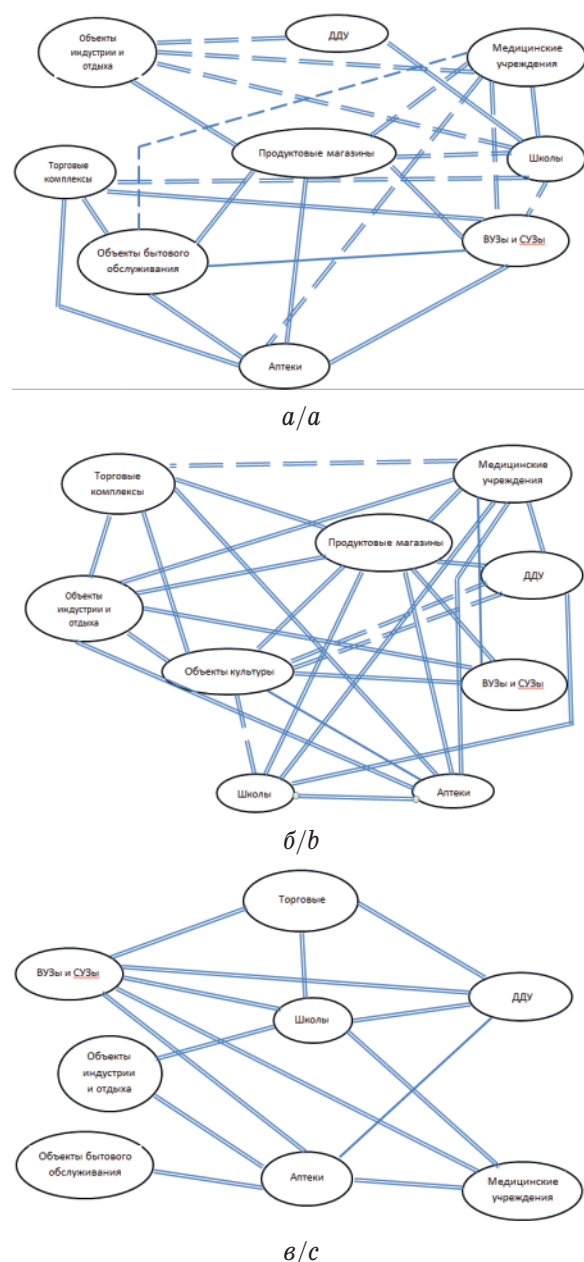 Объекты
индустрии и
отдыха
ДДУ
Медицинские
учреждения
Продуктовые магазины
Школы
Торговые
комплексы
ВУЗы и СУЗы
Объекты бытового
обслуживания
Аптеки
а/a
Торговые
комплексы
Медицинские
учреждения
Продуктовые магазины
ДДУ
Объекты
индустрии и
отдыха
Объекты культуры
ВУЗы и СУЗы
Школы
Аптеки
б/b
Торговые
ВУЗы и СУЗы
ДДУ
Школы
Объекты
индустрии
и отдыха
Объекты бытового
обслуживания
Аптеки
Медицинские
учреждения
в/c